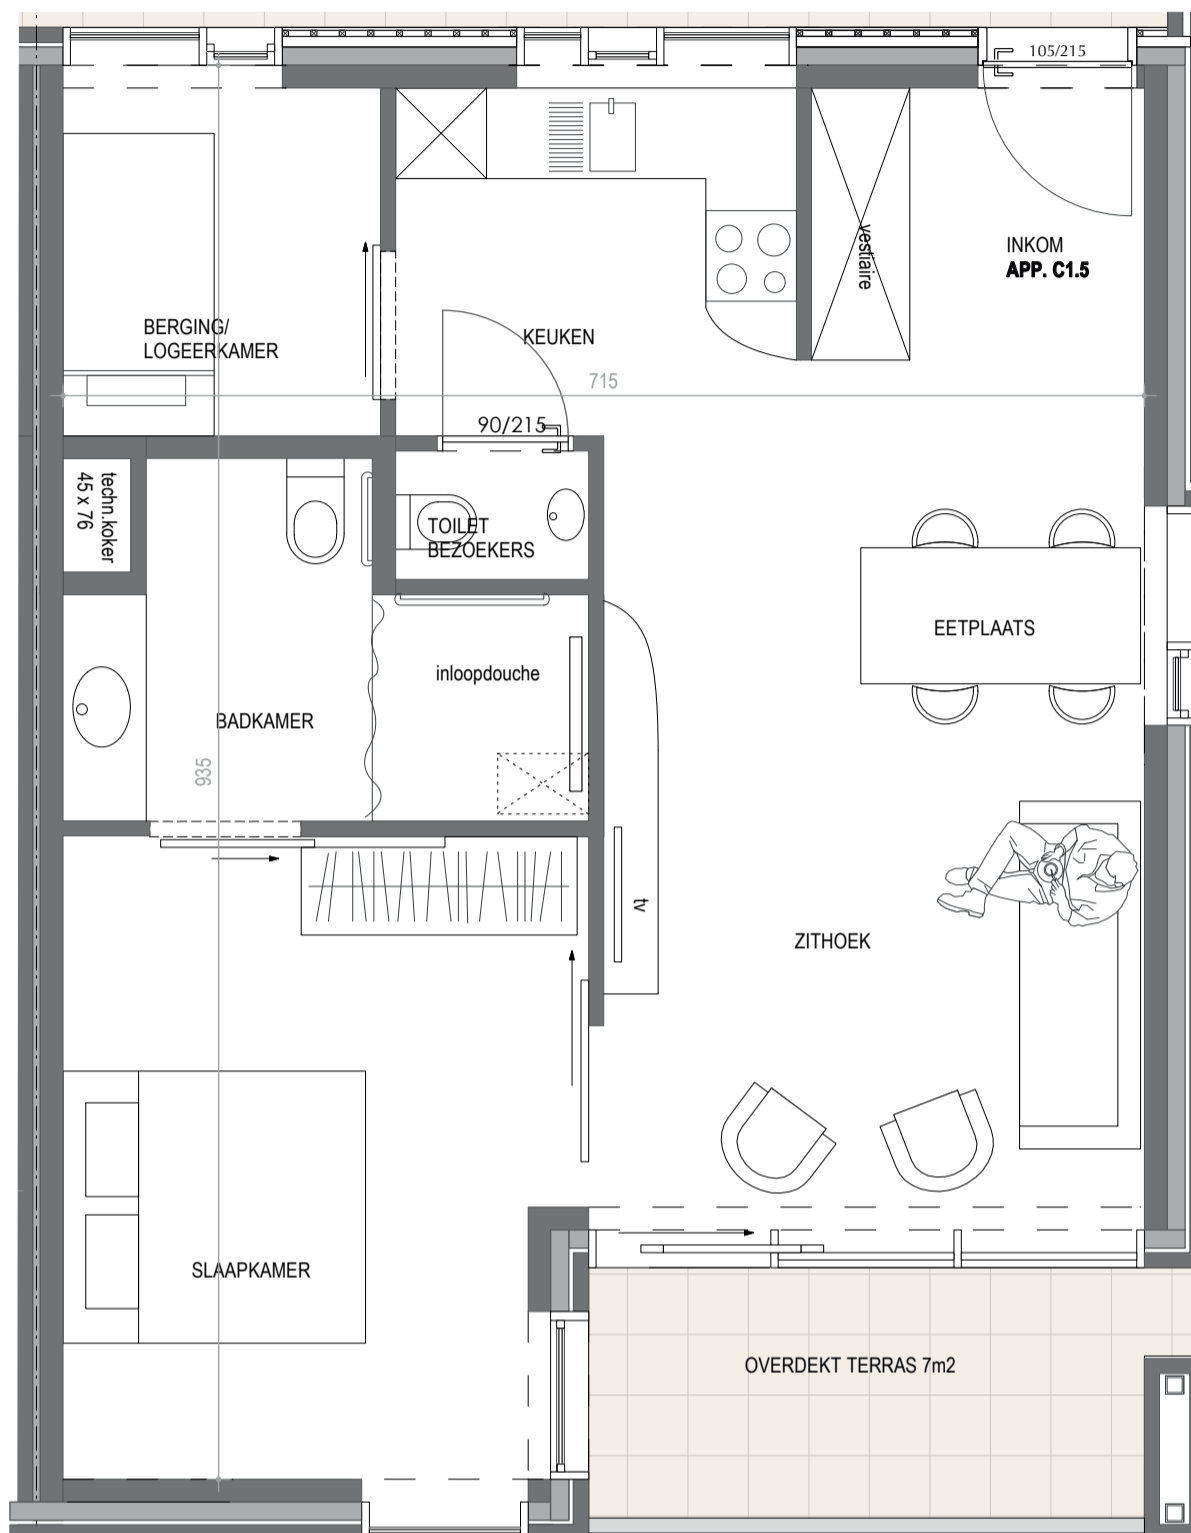 105/215
INKOM
APP. C1.5
vestiaire
BERGING/
LOGEERKAMER
KEUKEN
715
90/215
techn.koker
45 x 76
TOILET
BEZOEKERS
EETPLAATS
inloopdouche
BADKAMER
935
tv
ZITHOEK
SLAAPKAMER
OVERDEKT TERRAS 7m2